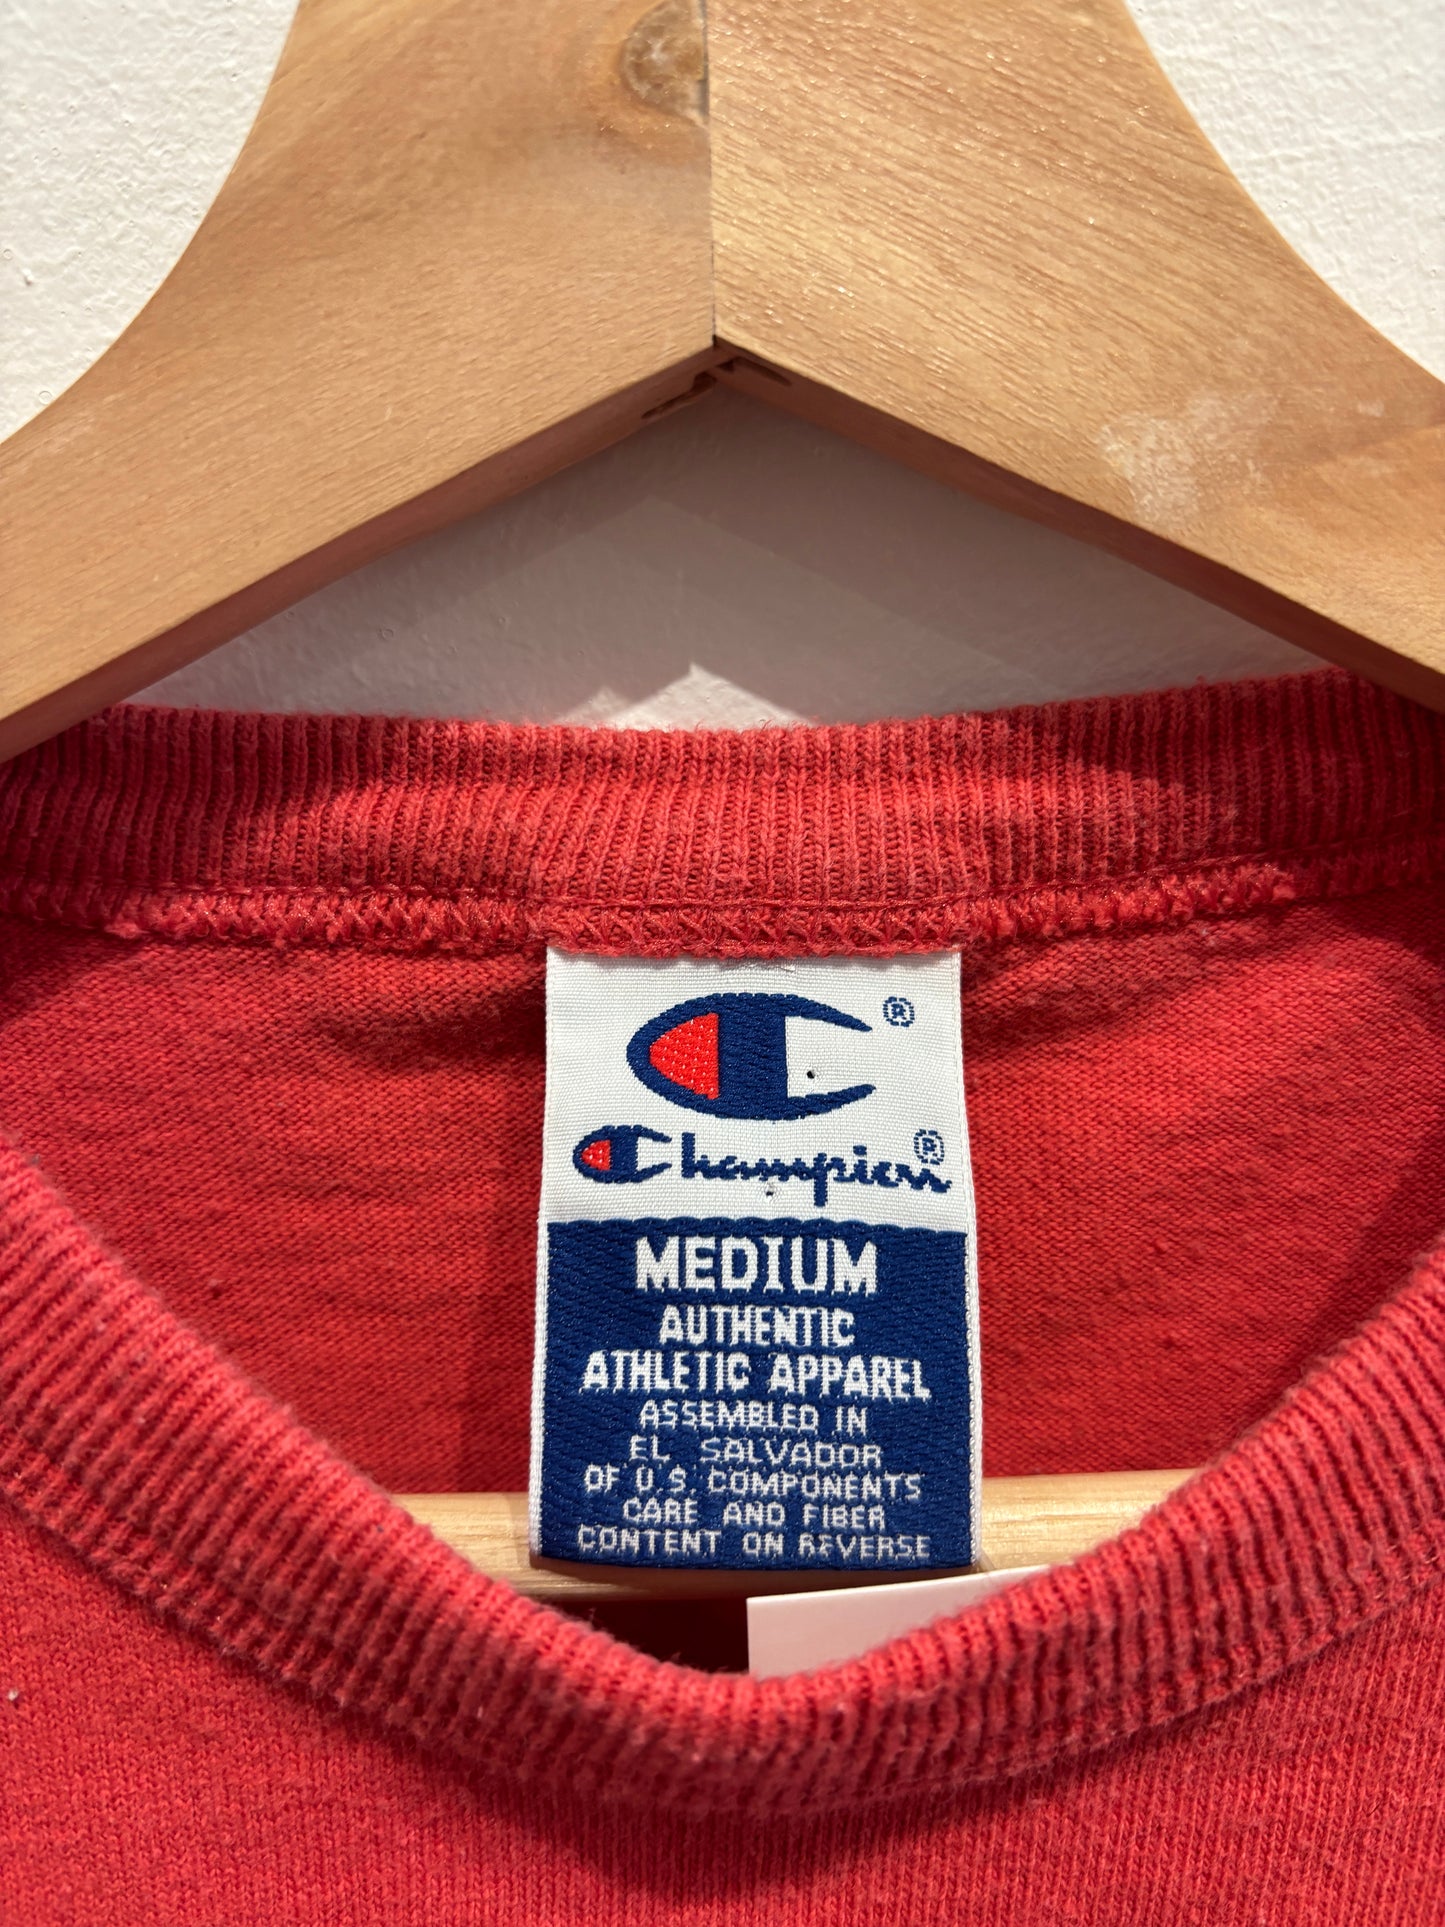 ®
Champion®
MEDIUM
AUTHENTIC
ATHLETIC APPAREL
ASSEMBLED IN
EL SALVADOR
OF U.S. COMPONENTS
CARE AND FIBER
CONTENT ON REVERSE